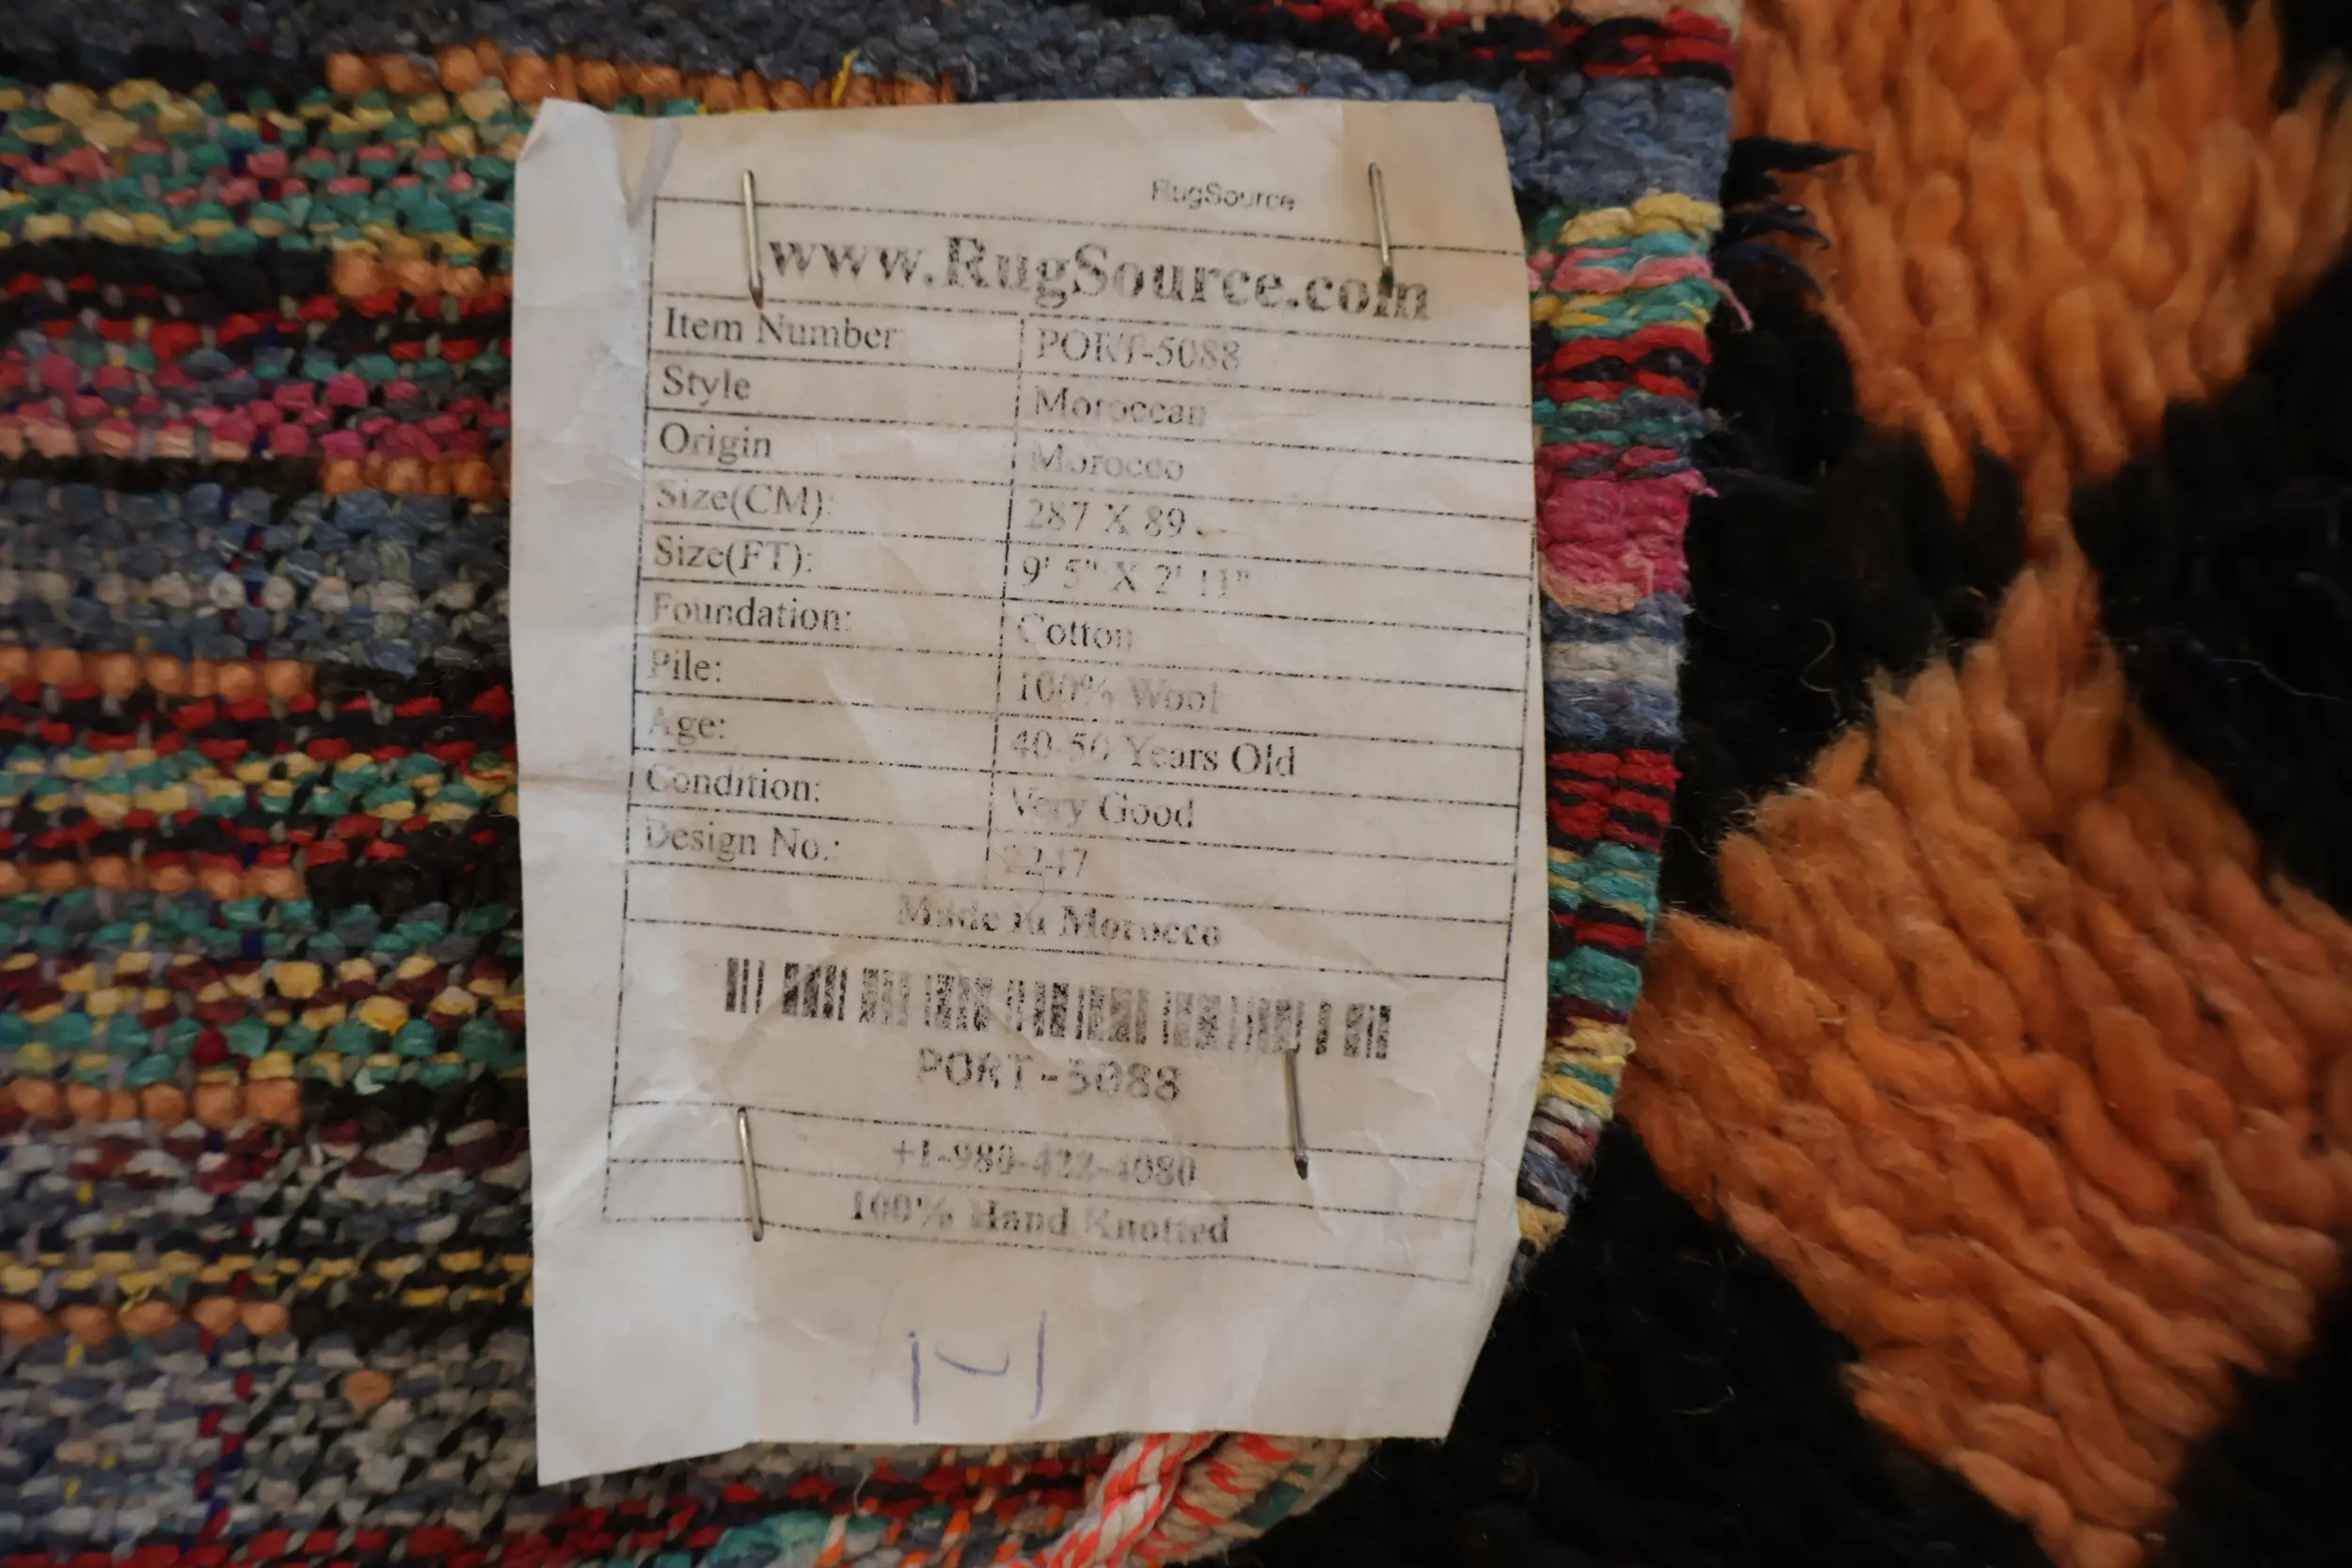 RugSource
www.RugSource.com
Item Number PORT-5088
Style Moroccan
Origin Morocco
Size(CM): 287 X 89
Size(FT): 9' 5" X 2' 11"
Foundation: Cotton
Pile: 100% Wool
Age: 40-50 Years Old
Condition: Very Good
Design No.: 2247
Made in Morocco
PORT-5088
+1-980-422-4080
100% Hand Knotted